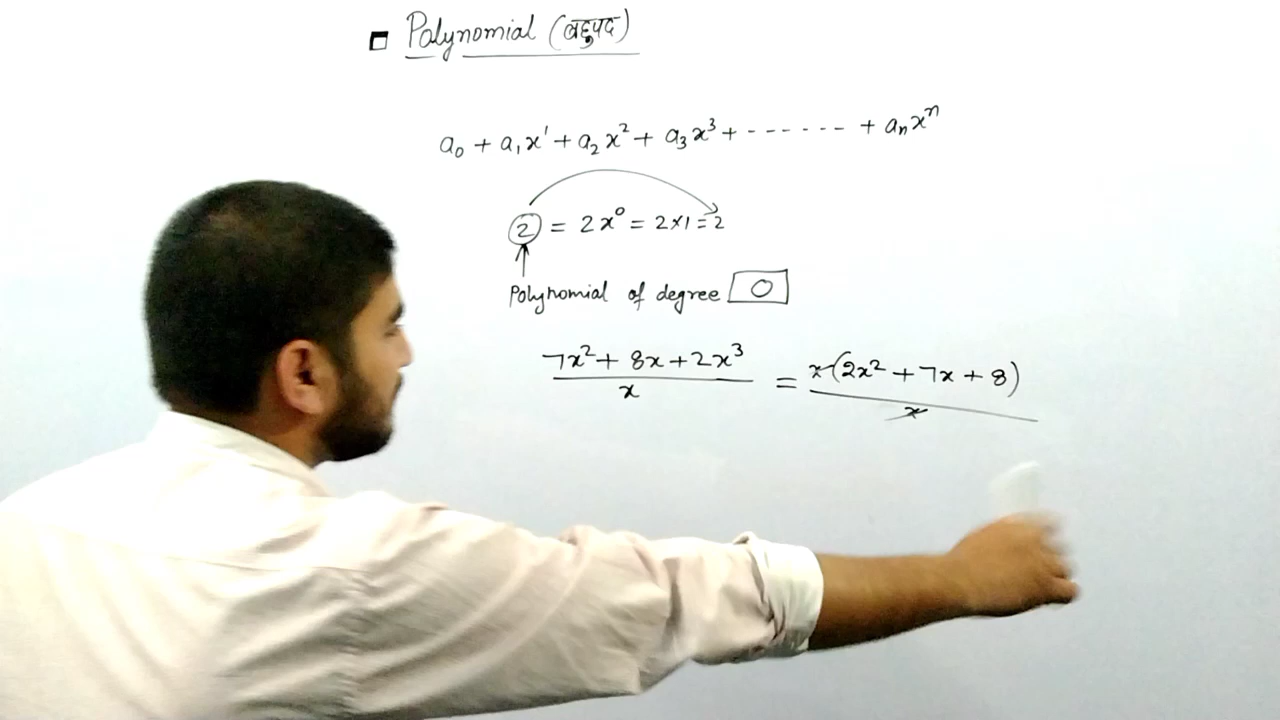 Polynomial (बहुपद)
a₀ + a₁x¹ + a₂x² + a₃x³ + ------- + aₙxⁿ
2 = 2x⁰ = 2×1 = 2
Polynomial of degree 0
7x² + 8x + 2x³ / x = x(2x² + 7x + 8) / x